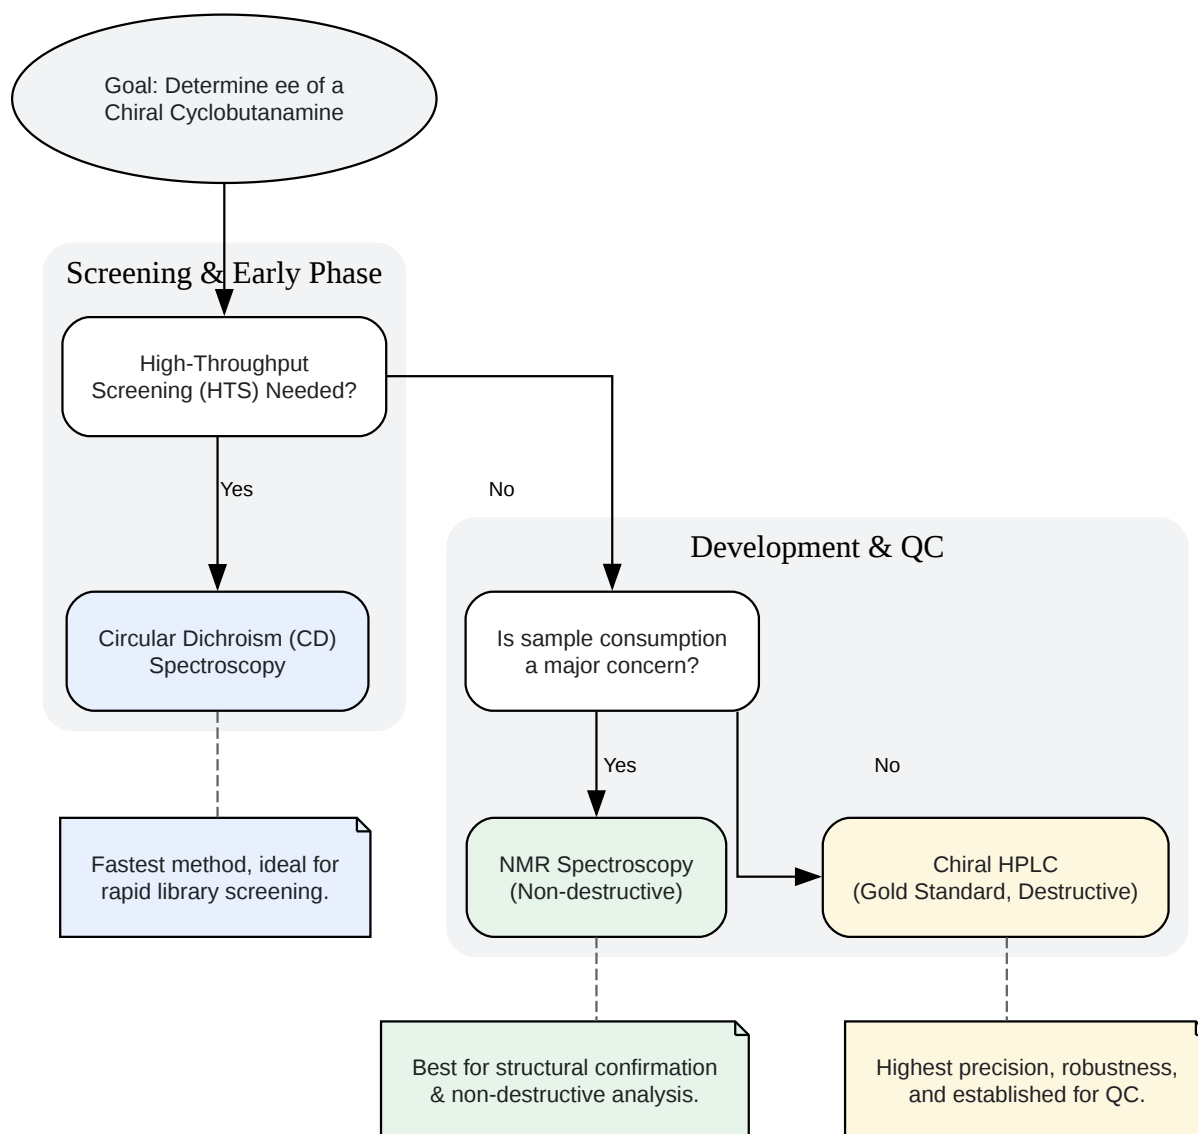 Goal: Determine ee of a
Chiral Cyclobutanamine
Screening & Early Phase
High-Throughput
Screening (HTS) Needed?
Yes
No
Development & QC
Circular Dichroism (CD)
Spectroscopy
Is sample consumption
a major concern?
Yes
No
Fastest method, ideal for
rapid library screening.
NMR Spectroscopy
(Non-destructive)
Chiral HPLC
(Gold Standard, Destructive)
Best for structural confirmation
& non-destructive analysis.
Highest precision, robustness,
and established for QC.